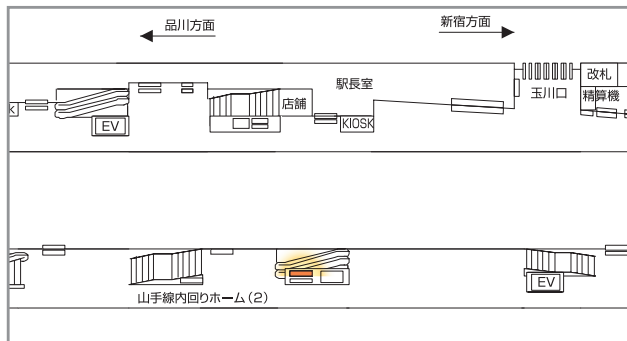 品川方面
新宿方面
駅長室
改札
玉川口
精算機
店舗
K
EV
KIOSK
EV
山手線内回りホーム(2)